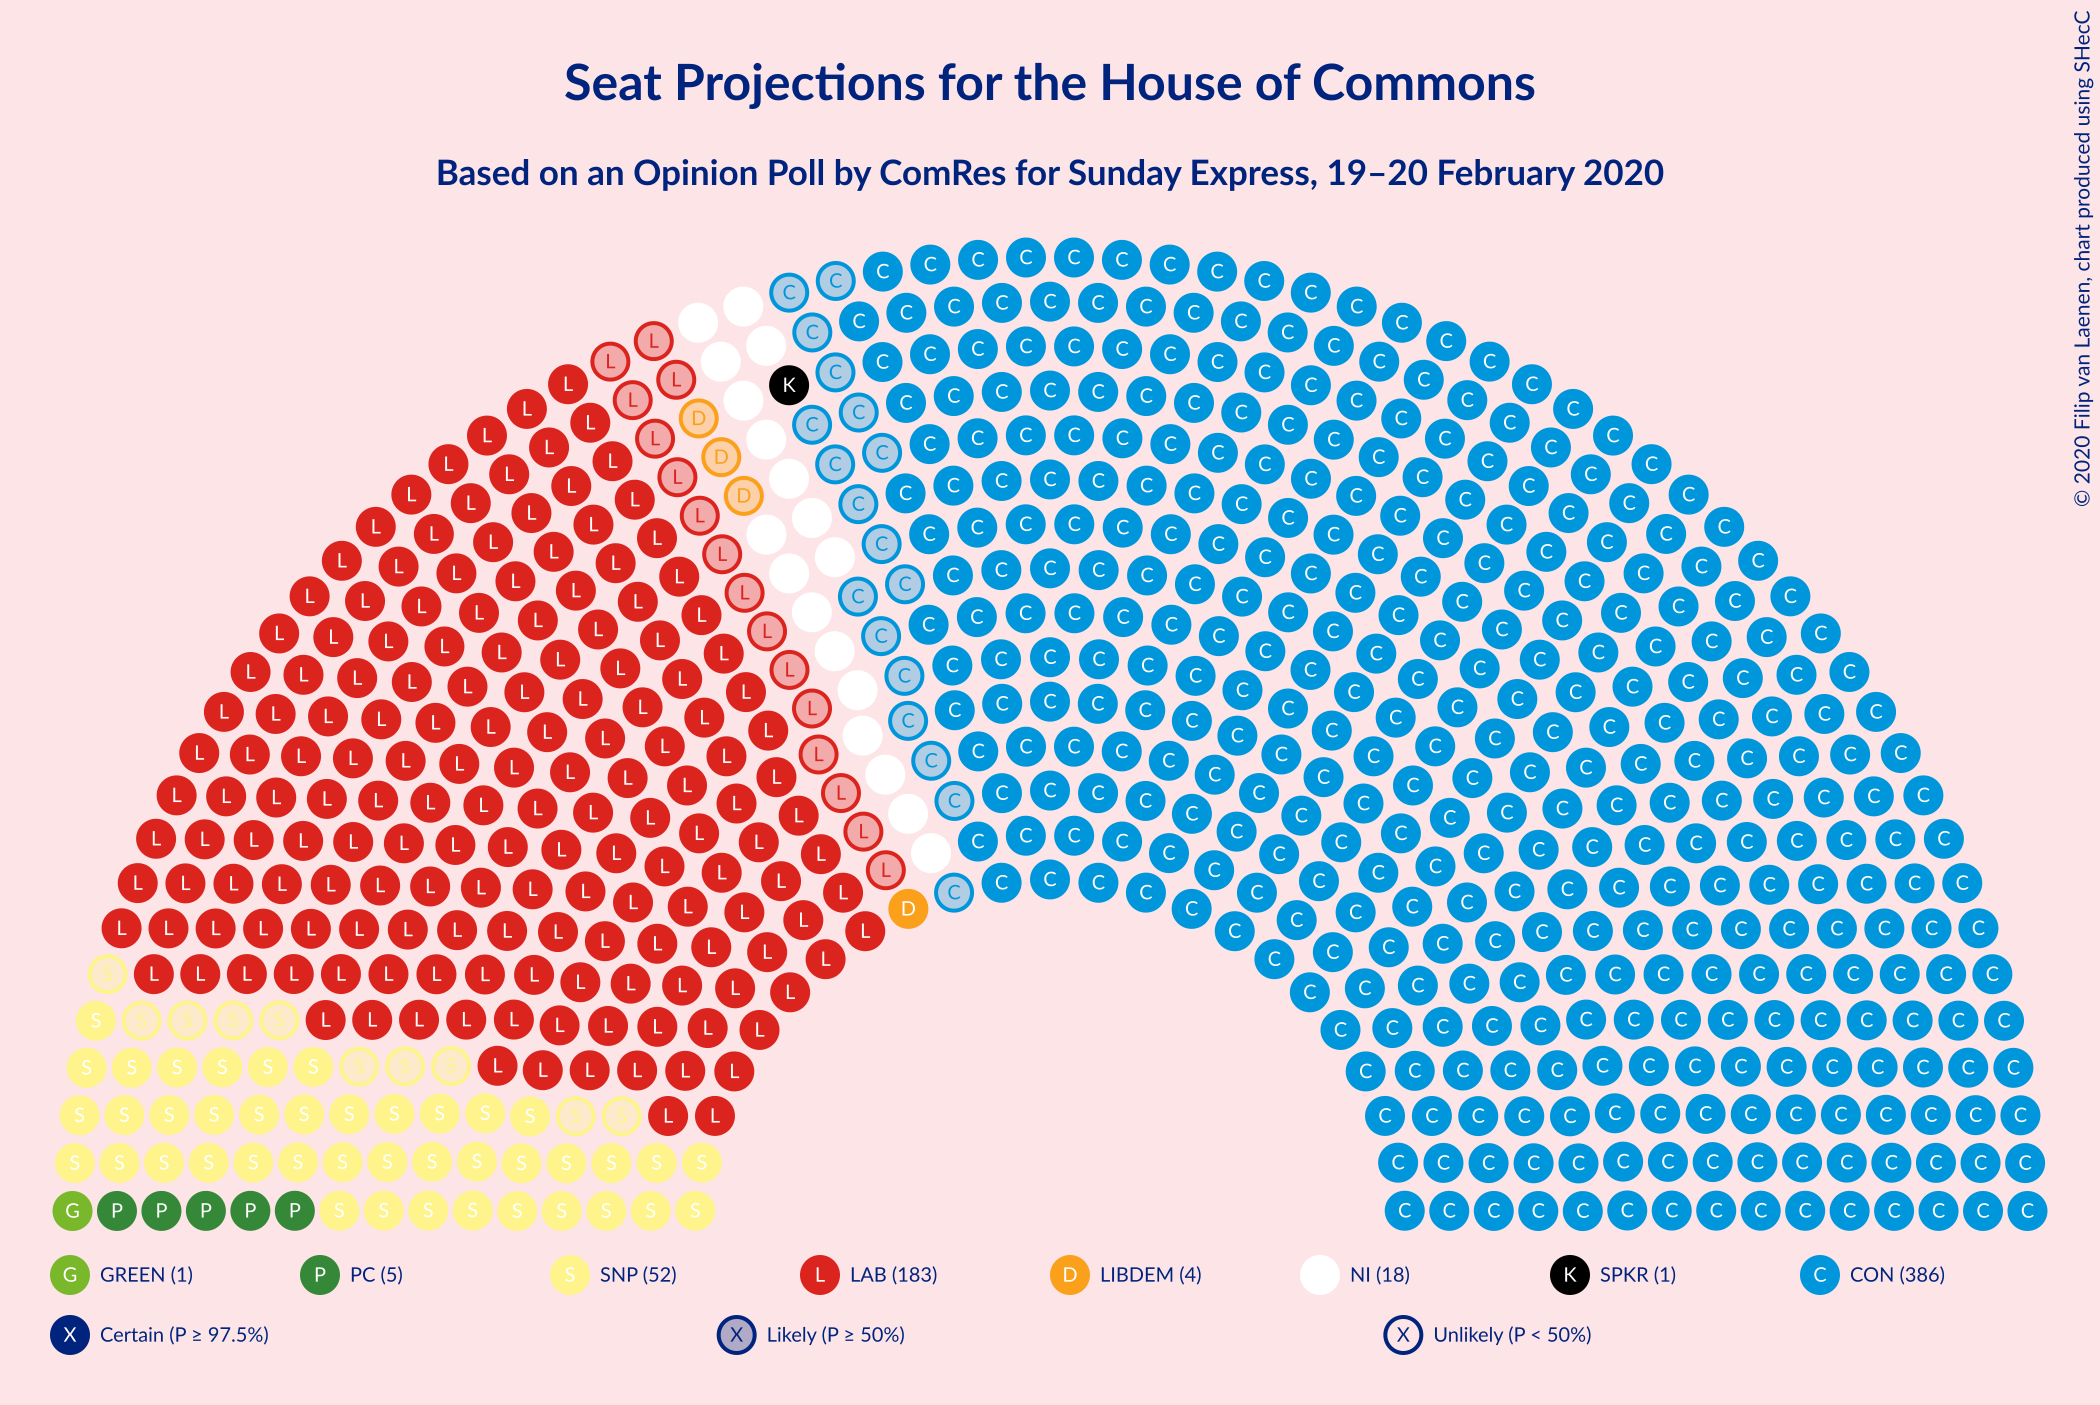 Seat Projections for the House of Commons
Based on an Opinion Poll by ComRes for Sunday Express, 19–20 February 2020
© 2020 Filip van Laenen, chart produced using SHecC
G GREEN (1) P PC (5) S SNP (52) L LAB (183) D LIBDEM (4) NI (18) K SPKR (1) C CON (386)
X Certain (P ≥ 97.5%) X Likely (P ≥ 50%) X Unlikely (P < 50%)